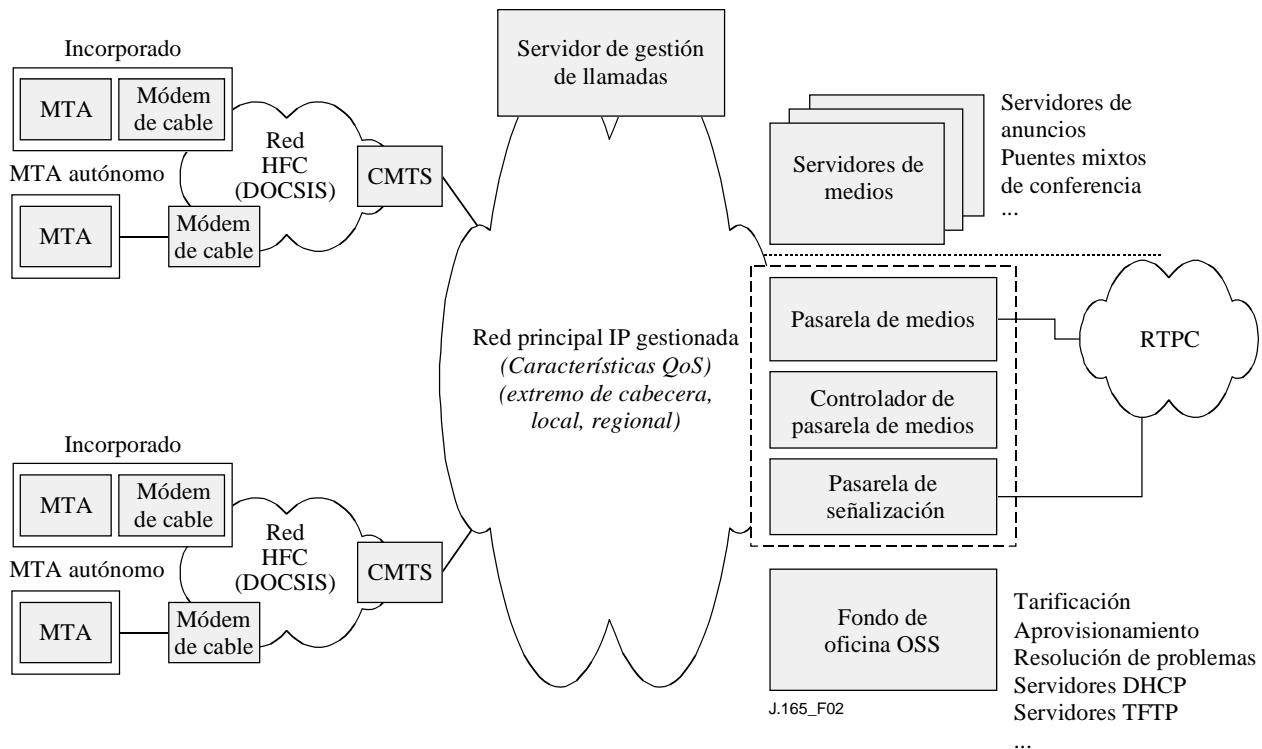 Servidor de gestión
de llamadas
Incorporado
MTA
Módem
de cable
Red
HFC
(DOCSIS)
CMTS
MTA autónomo
MTA
Módem
de cable
Servidores de
medios
Servidores de
anuncios
Puentes mixtos
de conferencia
...
Red principal IP gestionada
(Características QoS)
(extremo de cabecera,
local, regional)
Pasarela de medios
Controlador de
pasarela de medios
Pasarela de
señalización
RTPC
Incorporado
MTA
Módem
de cable
Red
HFC
(DOCSIS)
CMTS
MTA autónomo
MTA
Módem
de cable
Fondo de
oficina OSS
Tarificación
Aprovisionamiento
Resolución de problemas
Servidores DHCP
Servidores TFTP
...
J.165_F02